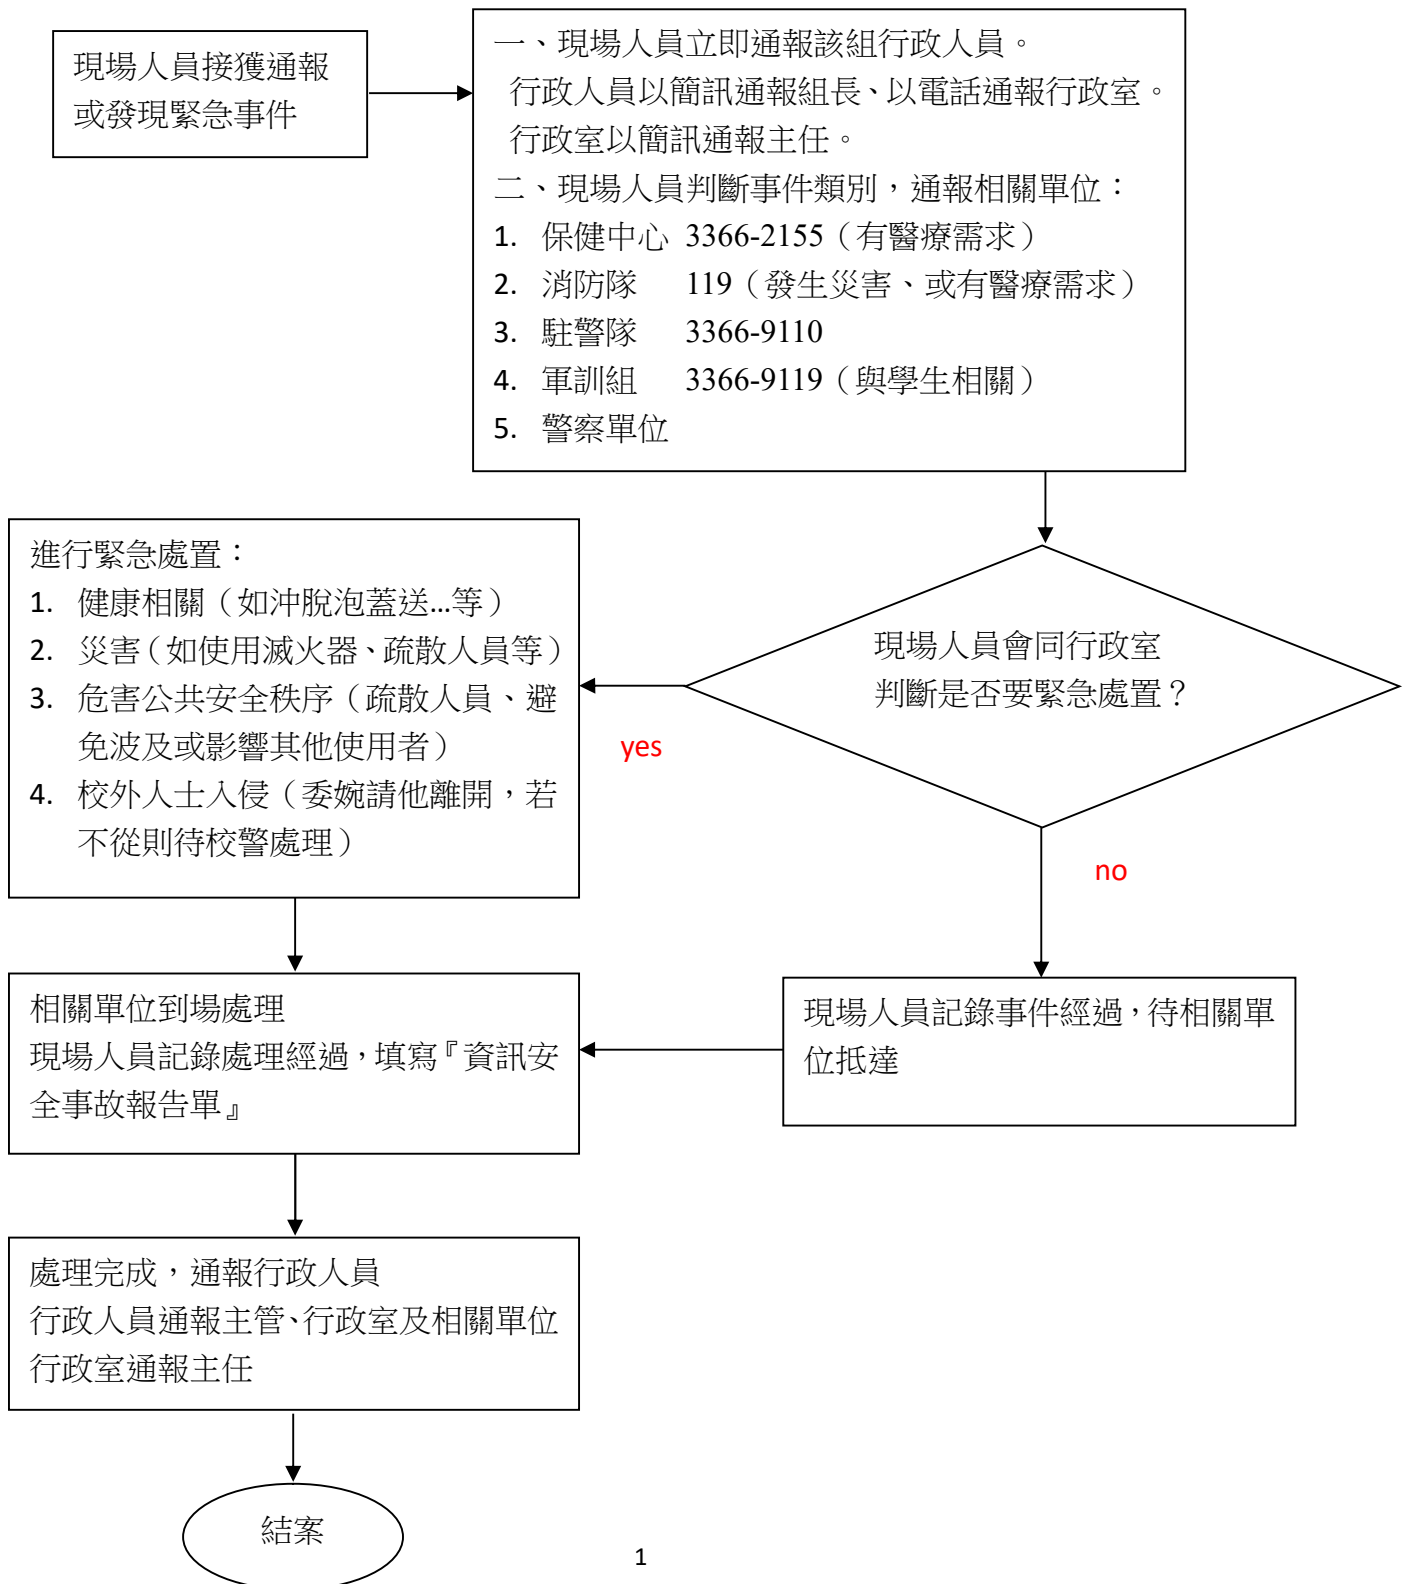 現場人員接獲通報
或發現緊急事件
一、現場人員立即通報該組行政人員。
行政人員以簡訊通報組長、以電話通報行政室。
行政室以簡訊通報主任。
二、現場人員判斷事件類別，通報相關單位：
1. 保健中心 3366-2155（有醫療需求）
2. 消防隊 119（發生災害、或有醫療需求）
3. 駐警隊 3366-9110
4. 軍訓組 3366-9119（與學生相關）
5. 警察單位
現場人員會同行政室
判斷是否要緊急處置？
yes
no
進行緊急處置：
1. 健康相關（如沖脫泡蓋送…等）
2. 災害（如使用滅火器、疏散人員等）
3. 危害公共安全秩序（疏散人員、避
免波及或影響其他使用者）
4. 校外人士入侵（委婉請他離開，若
不從則待校警處理）
現場人員記錄事件經過，待相關單
位抵達
相關單位到場處理
現場人員記錄處理經過，填寫『資訊安
全事故報告單』
處理完成，通報行政人員
行政人員通報主管、行政室及相關單位
行政室通報主任
結案
1